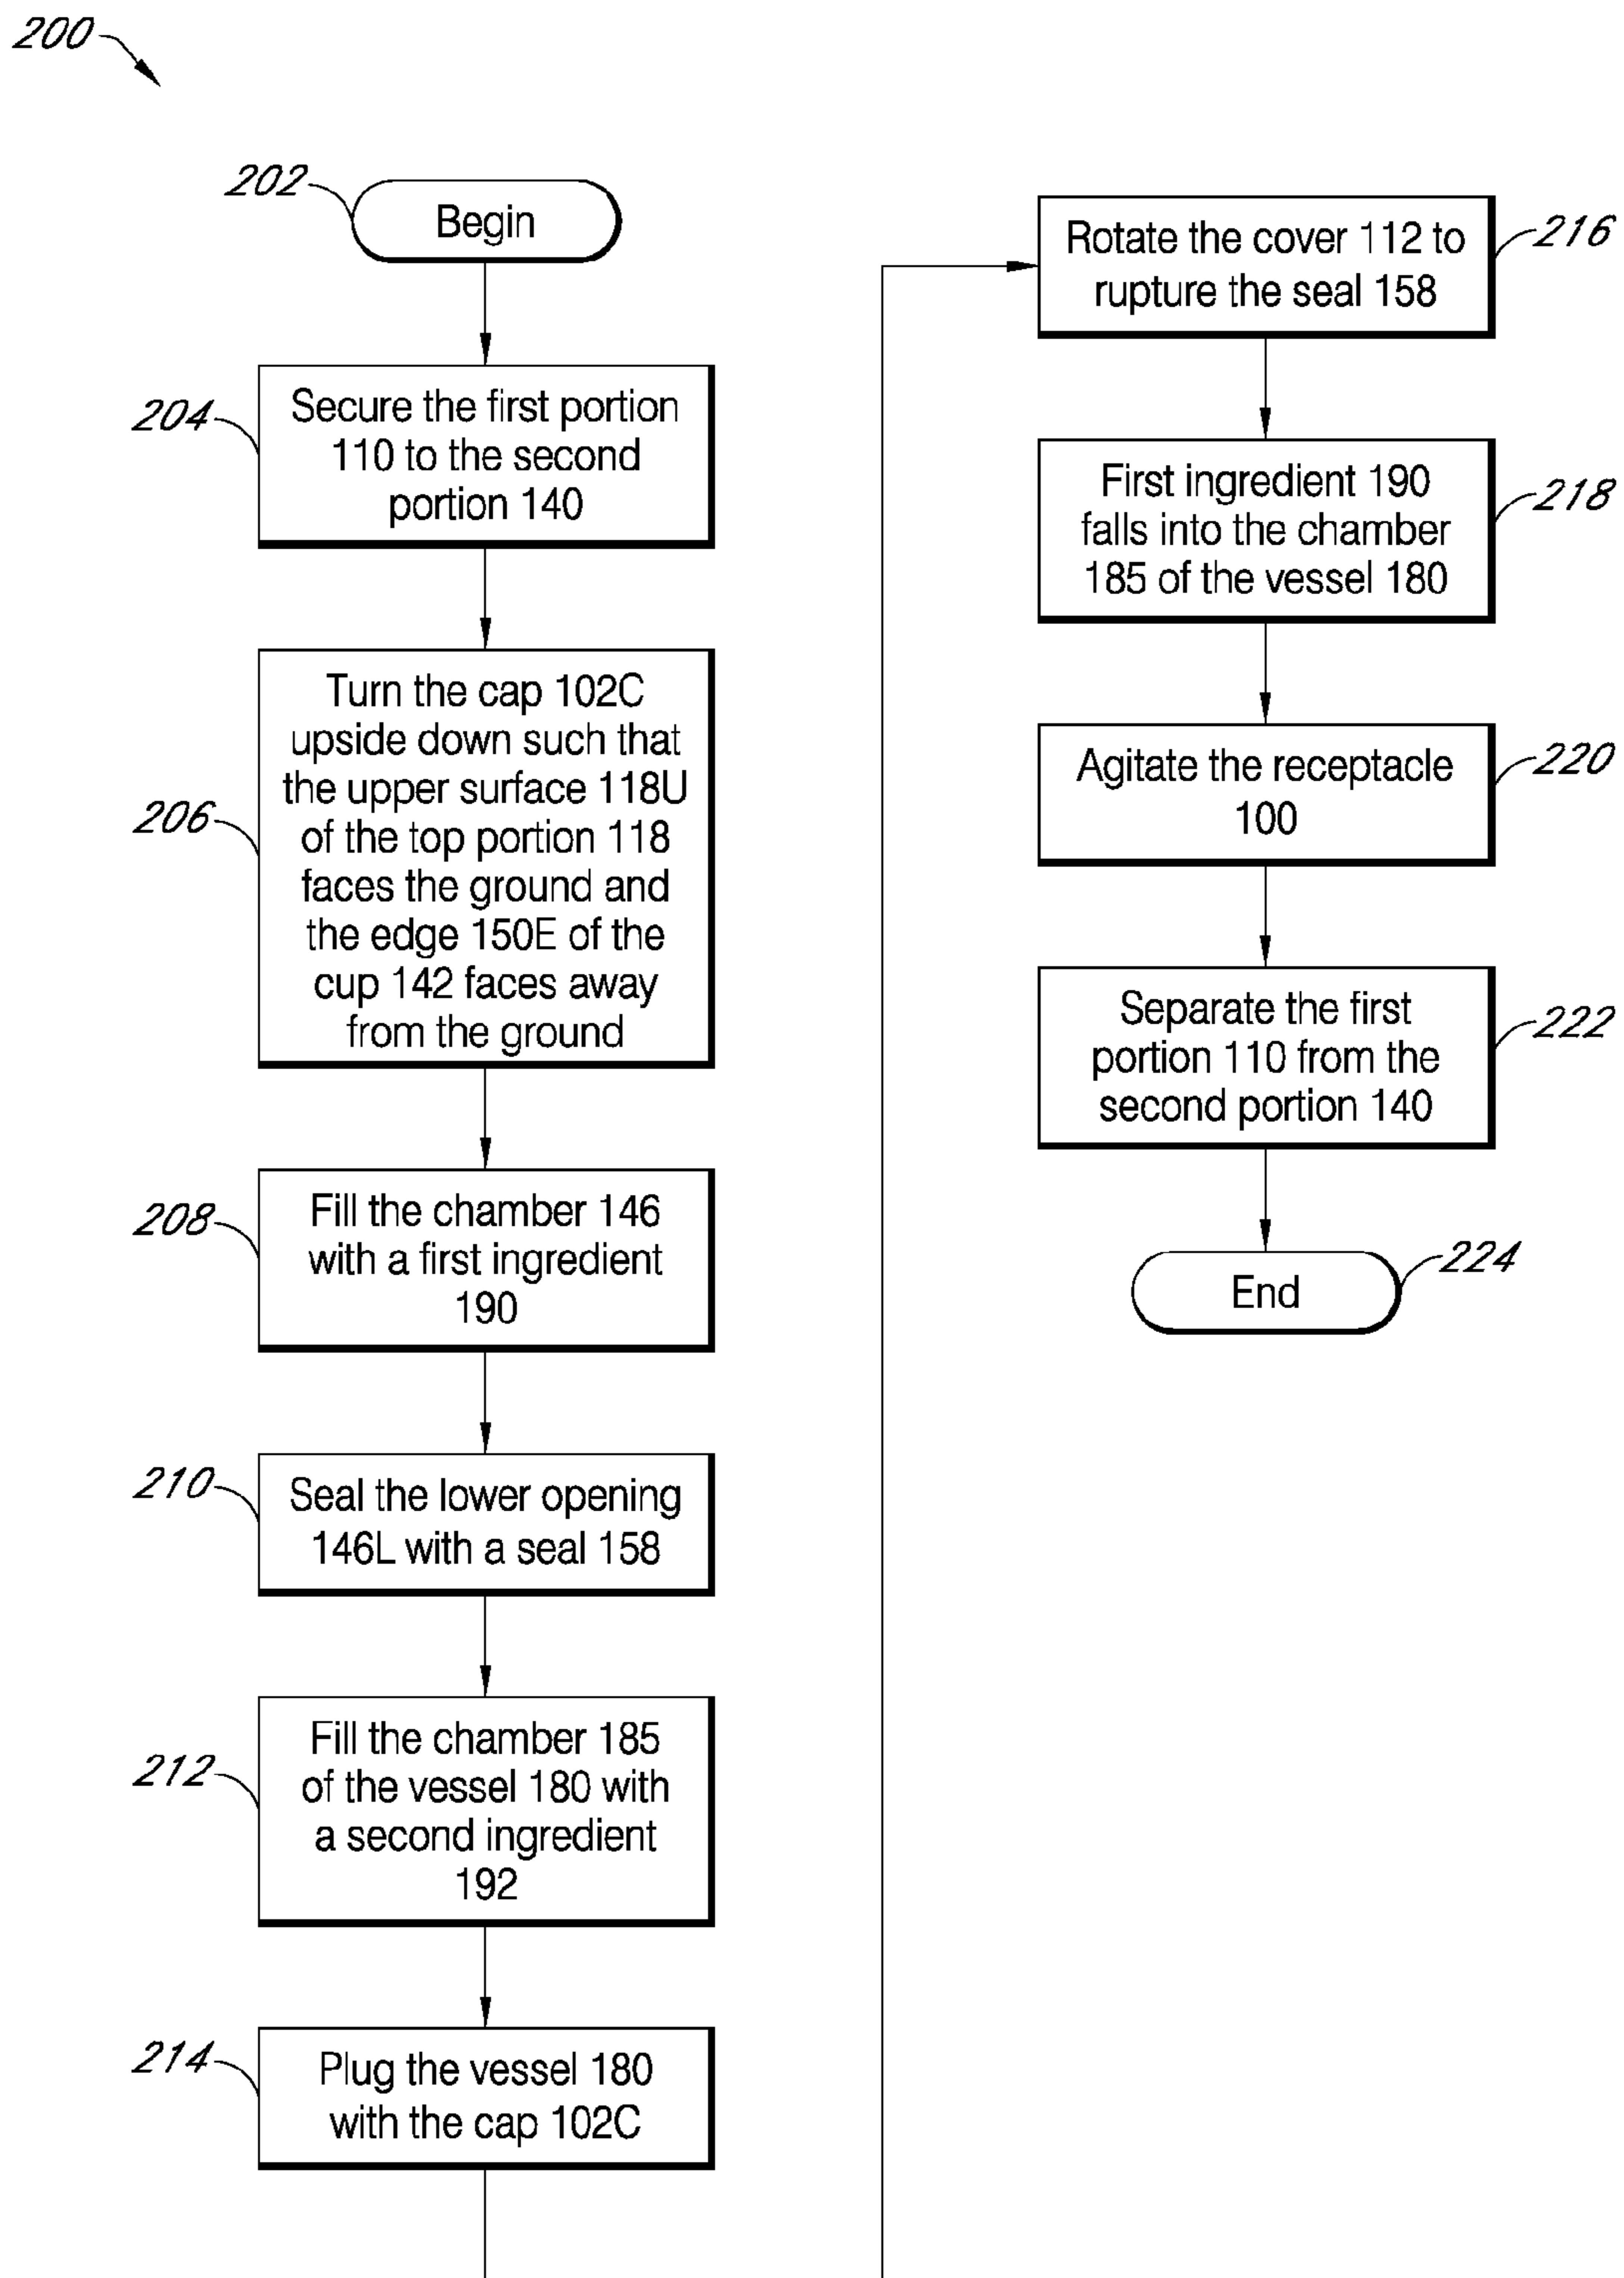 200
202
Begin
204
Secure the first portion
110 to the second
portion 140
206
Turn the cap 102C
upside down such that
the upper surface 118U
of the top portion 118
faces the ground and
the edge 150E of the
cup 142 faces away
from the ground
208
Fill the chamber 146
with a first ingredient
190
210
Seal the lower opening
146L with a seal 158
212
Fill the chamber 185
of the vessel 180 with
a second ingredient
192
214
Plug the vessel 180
with the cap 102C
216
Rotate the cover 112 to
rupture the seal 158
218
First ingredient 190
falls into the chamber
185 of the vessel 180
220
Agitate the receptacle
100
222
Separate the first
portion 110 from the
second portion 140
224
End